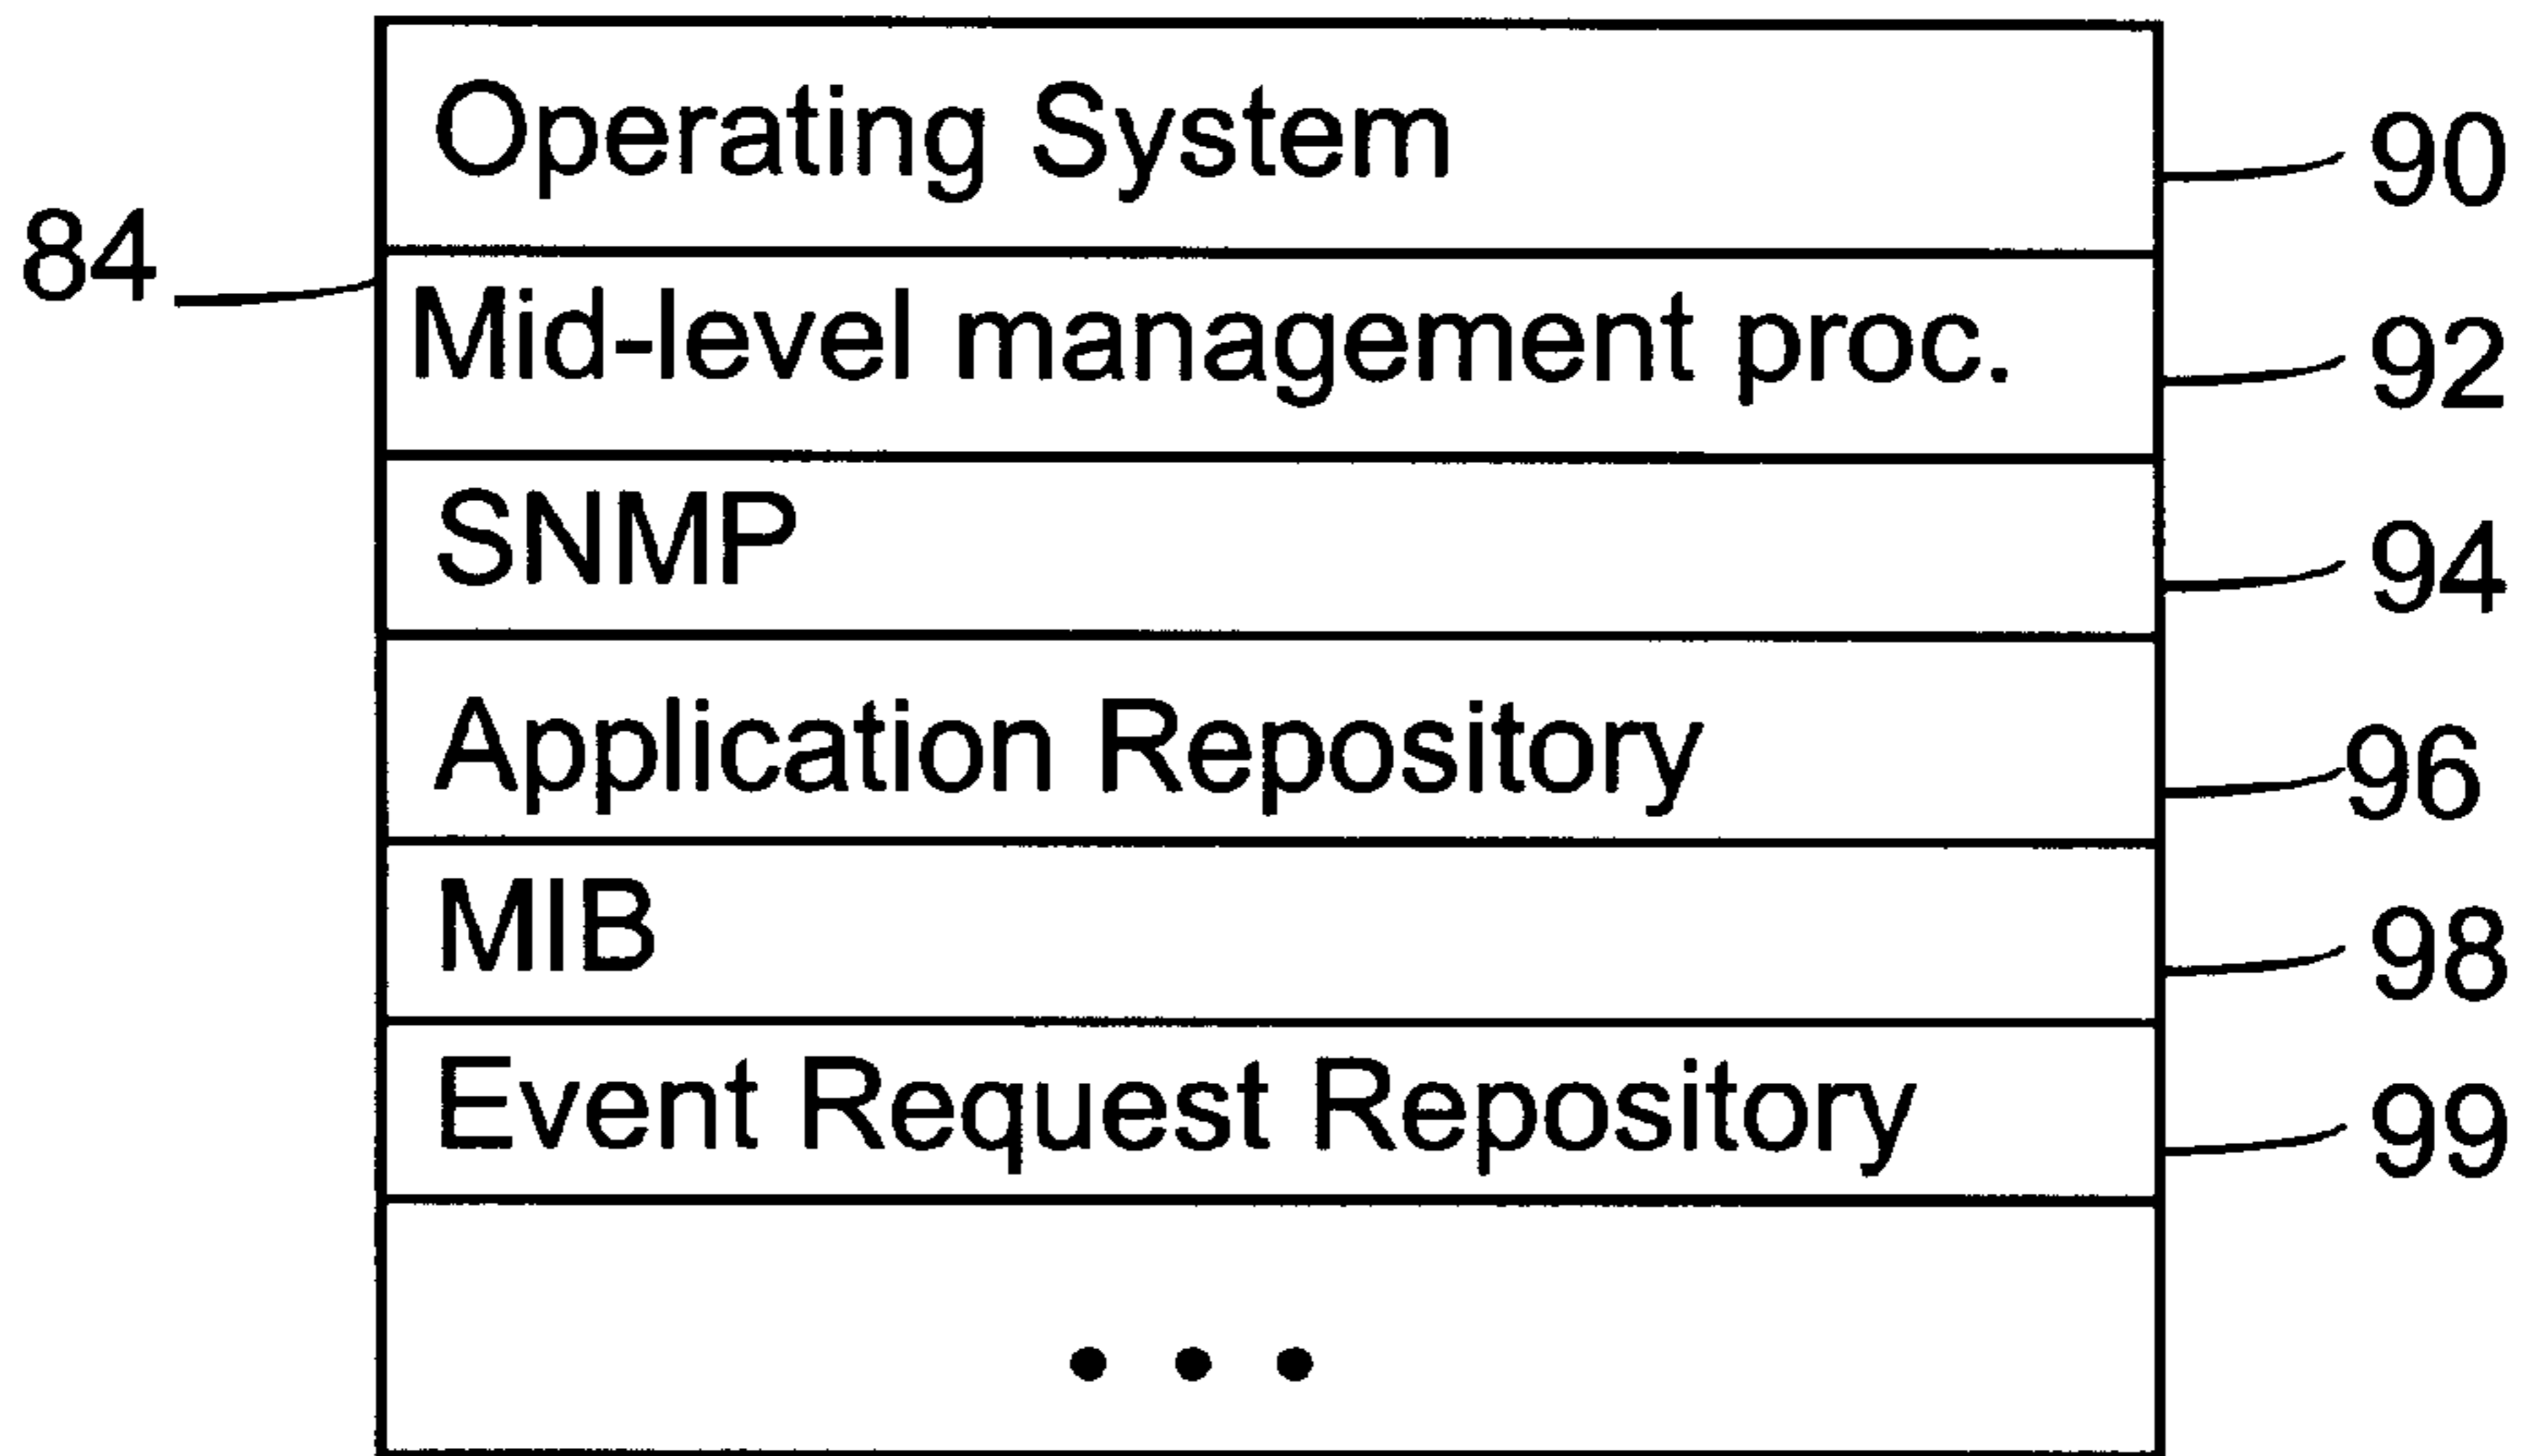 Operating System 90
84
Mid-level management proc. 92
SNMP 94
Application Repository 96
MIB 98
Event Request Repository 99
• • •